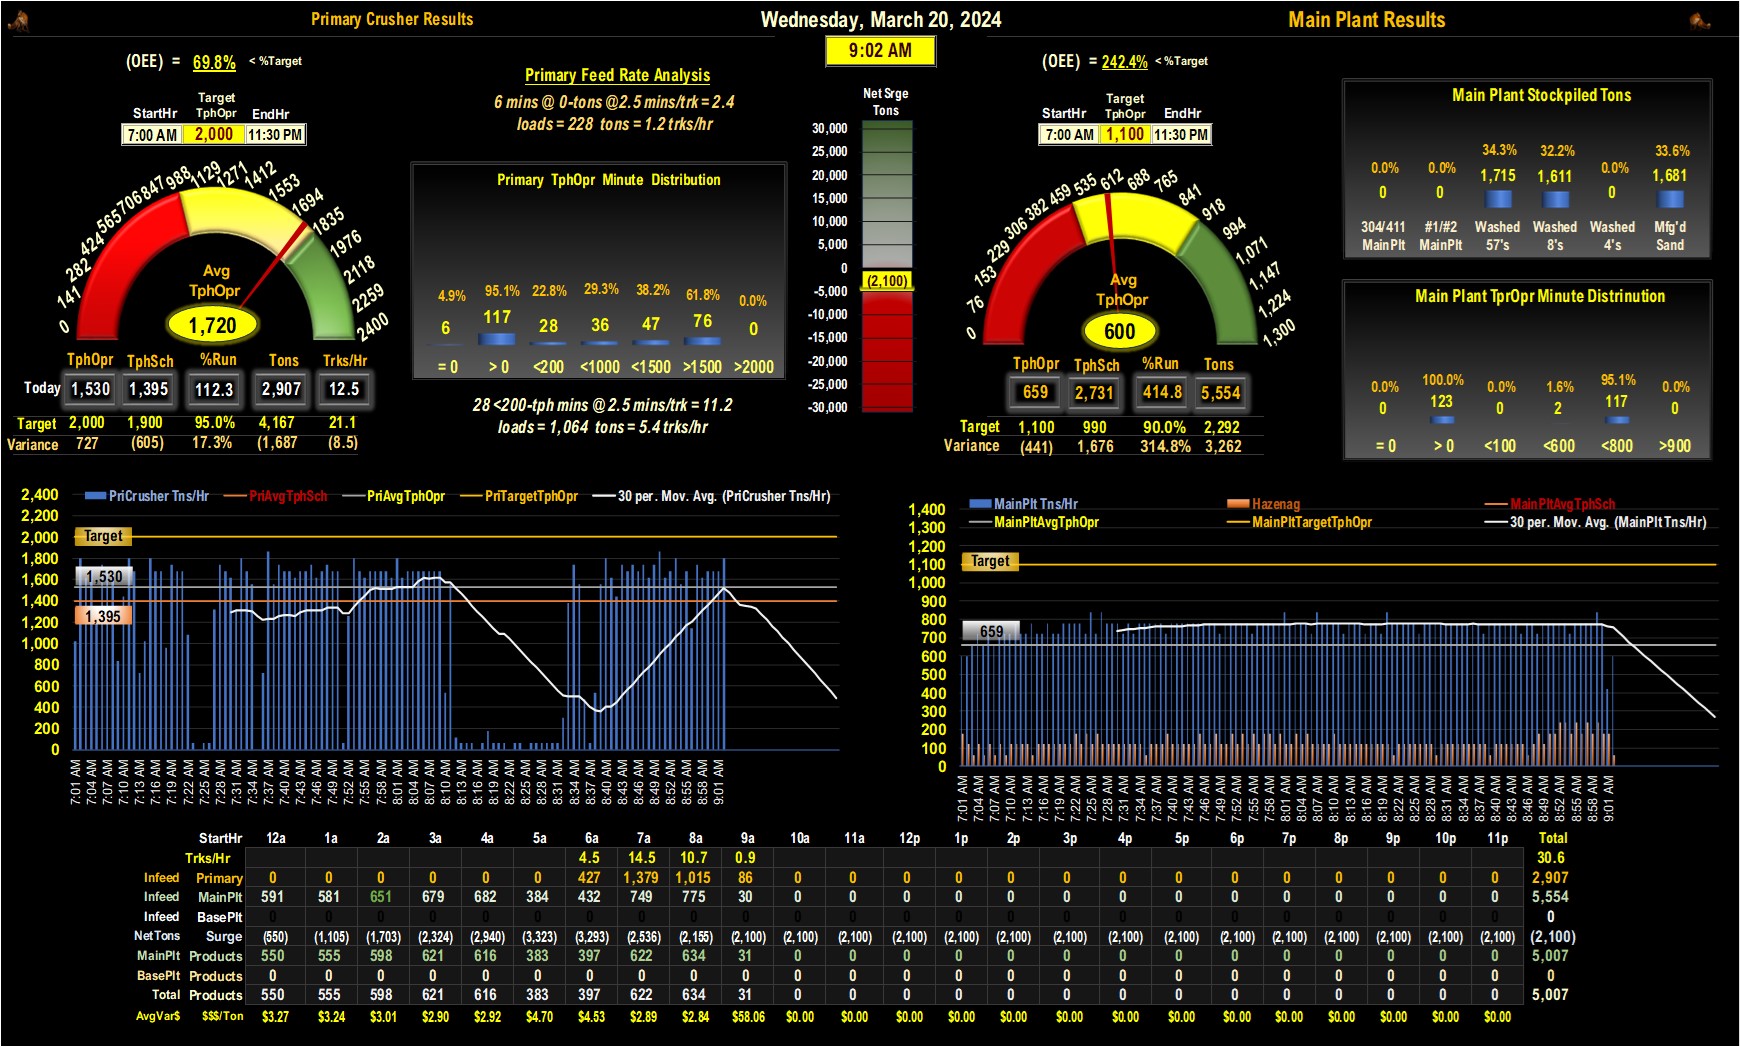 Primary Crusher Results
Wednesday, March 20, 2024
Main Plant Results
9:02 AM
(OEE) = 69.8% < %Target
StartHr Target TphOpr EndHr
7:00 AM 2,000 11:30 PM
0 141 282 424 565 706 847 988 1129 1271 1412 1553 1694 1835 1976 2118 2259 2400
Avg
TphOpr
1,720
TphOpr TphSch %Run Tons Trks/Hr
Today 1,530 1,395 112.3 2,907 12.5
Target 2,000 1,900 95.0% 4,167 21.1
Variance 727 (605) 17.3% (1,687 (8.5)
Primary Feed Rate Analysis
6 mins @ 0-tons @2.5 mins/trk = 2.4
loads = 228 tons = 1.2 trks/hr
Primary TphOpr Minute Distribution
4.9% 95.1% 22.8% 29.3% 38.2% 61.8% 0.0%
6 117 28 36 47 76 0
= 0 > 0 <200 <1000 <1500 >1500 >2000
28 <200-tph mins @ 2.5 mins/trk = 11.2
loads = 1,064 tons = 5.4 trks/hr
Net Srge
Tons
30,000
25,000
20,000
15,000
10,000
5,000
0
(2,100)
-5,000
-10,000
-15,000
-20,000
-25,000
-30,000
(OEE) = 242.4% < %Target
StartHr Target TphOpr EndHr
7:00 AM 1,100 11:30 PM
0 76 153 229 306 382 459 535 612 688 765 841 918 994 1,071 1,147 1,224 1,300
Avg
TphOpr
600
TphOpr TphSch %Run Tons
659 2,731 414.8 5,554
Target 1,100 990 90.0% 2,292
Variance (441) 1,676 314.8% 3,262
Main Plant Stockpiled Tons
0.0% 0.0% 34.3% 32.2% 0.0% 33.6%
0 0 1,715 1,611 0 1,681
304/411 #1/#2 Washed Washed Washed Mfg'd
MainPlt MainPlt 57's 8's 4's Sand
Main Plant TprOpr Minute Distrinution
0.0% 100.0% 0.0% 1.6% 95.1% 0.0%
0 123 0 2 117 0
= 0 > 0 <100 <600 <800 >900
PriCrusher Tns/Hr PriAvgTphSch PriAvgTphOpr PriTargetTphOpr 30 per. Mov. Avg. (PriCrusher Tns/Hr)
2,400
2,200
2,000
1,800
1,600
1,400
1,200
1,000
800
600
400
200
0
Target
1,530
1,395
7:01 AM 7:04 AM 7:07 AM 7:10 AM 7:13 AM 7:16 AM 7:19 AM 7:22 AM 7:25 AM 7:28 AM 7:31 AM 7:34 AM 7:37 AM 7:40 AM 7:43 AM 7:46 AM 7:49 AM 7:52 AM 7:55 AM 7:58 AM 8:01 AM 8:04 AM 8:07 AM 8:10 AM 8:13 AM 8:16 AM 8:19 AM 8:22 AM 8:25 AM 8:28 AM 8:31 AM 8:34 AM 8:37 AM 8:40 AM 8:43 AM 8:46 AM 8:49 AM 8:52 AM 8:55 AM 8:58 AM 9:01 AM
MainPlt Tns/Hr Hazenag MainPltAvgTphSch
MainPltAvgTphOpr MainPltTargetTphOpr 30 per. Mov. Avg. (MainPlt Tns/Hr)
1,400
1,300
1,200
1,100
1,000
900
800
700
600
500
400
300
200
100
0
Target
659
7:01 AM 7:04 AM 7:07 AM 7:10 AM 7:13 AM 7:16 AM 7:19 AM 7:22 AM 7:25 AM 7:28 AM 7:31 AM 7:34 AM 7:37 AM 7:40 AM 7:43 AM 7:46 AM 7:49 AM 7:52 AM 7:55 AM 7:58 AM 8:01 AM 8:04 AM 8:07 AM 8:10 AM 8:13 AM 8:16 AM 8:19 AM 8:22 AM 8:25 AM 8:28 AM 8:31 AM 8:34 AM 8:37 AM 8:40 AM 8:43 AM 8:46 AM 8:49 AM 8:52 AM 8:55 AM 8:58 AM 9:01 AM
StartHr 12a 1a 2a 3a 4a 5a 6a 7a 8a 9a 10a 11a 12p 1p 2p 3p 4p 5p 6p 7p 8p 9p 10p 11p Total
Trks/Hr 4.5 14.5 10.7 0.9 30.6
Infeed Primary 0 0 0 0 0 0 427 1,379 1,015 86 0 0 0 0 0 0 0 0 0 0 0 0 0 0 2,907
Infeed MainPlt 591 581 651 679 682 384 432 749 775 30 0 0 0 0 0 0 0 0 0 0 0 0 0 0 5,554
Infeed BasePlt 0 0 0 0 0 0 0 0 0 0 0 0 0 0 0 0 0 0 0 0 0 0 0 0 0
NetTons Surge (550) (1,105) (1,703) (2,324) (2,940) (3,323) (3,293) (2,536) (2,155) (2,100) (2,100) (2,100) (2,100) (2,100) (2,100) (2,100) (2,100) (2,100) (2,100) (2,100) (2,100) (2,100) (2,100) (2,100) (2,100)
MainPlt Products 550 555 598 621 616 383 397 622 634 31 0 0 0 0 0 0 0 0 0 0 0 0 0 0 5,007
BasePlt Products 0 0 0 0 0 0 0 0 0 0 0 0 0 0 0 0 0 0 0 0 0 0 0 0 0
Total Products 550 555 598 621 616 383 397 622 634 31 0 0 0 0 0 0 0 0 0 0 0 0 0 0 5,007
AvgVar$ $$$/Ton $3.27 $3.24 $3.01 $2.90 $2.92 $4.70 $4.53 $2.89 $2.84 $58.06 $0.00 $0.00 $0.00 $0.00 $0.00 $0.00 $0.00 $0.00 $0.00 $0.00 $0.00 $0.00 $0.00 $0.00